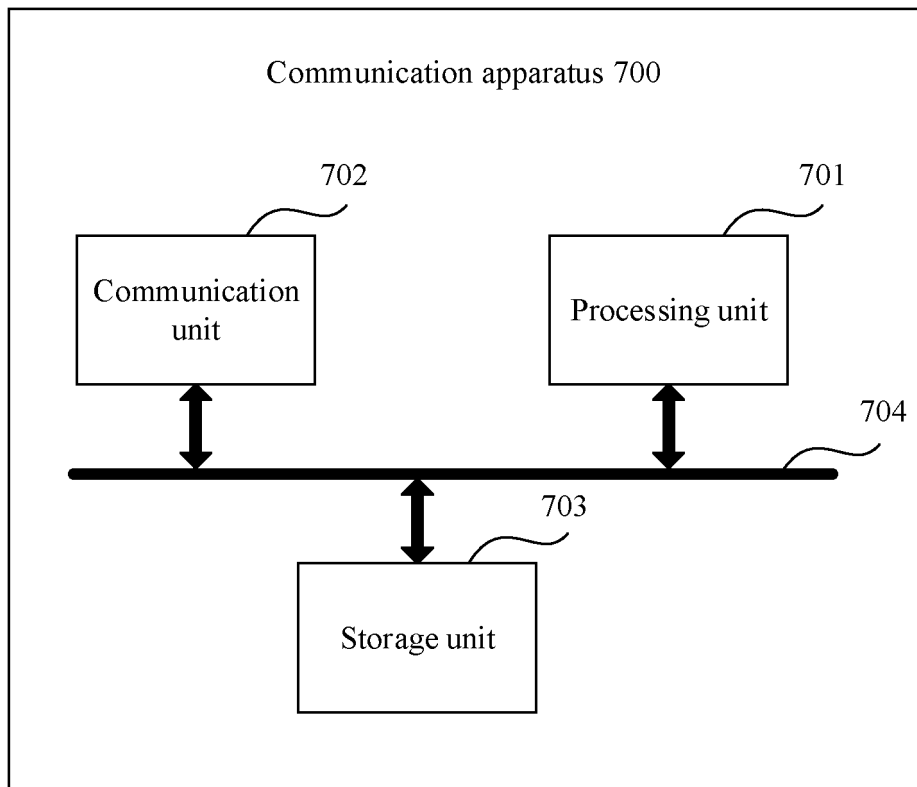 Communication apparatus 700
702
701
Communication
unit
Processing unit
704
703
Storage unit